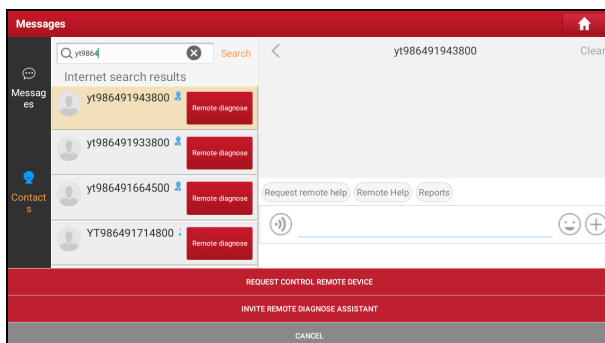 Messages
yt9864
Search
yt986491943800
Clear
Internet search results
Messag
es
yt986491943800
Remote diagnose
yt986491933800
Remote diagnose
yt986491664500
Remote diagnose
YT986491714800
Remote diagnose
Contact
s
Request remote help
Remote Help
Reports
REQUEST CONTROL REMOTE DEVICE
INVITE REMOTE DIAGNOSE ASSISTANT
CANCEL